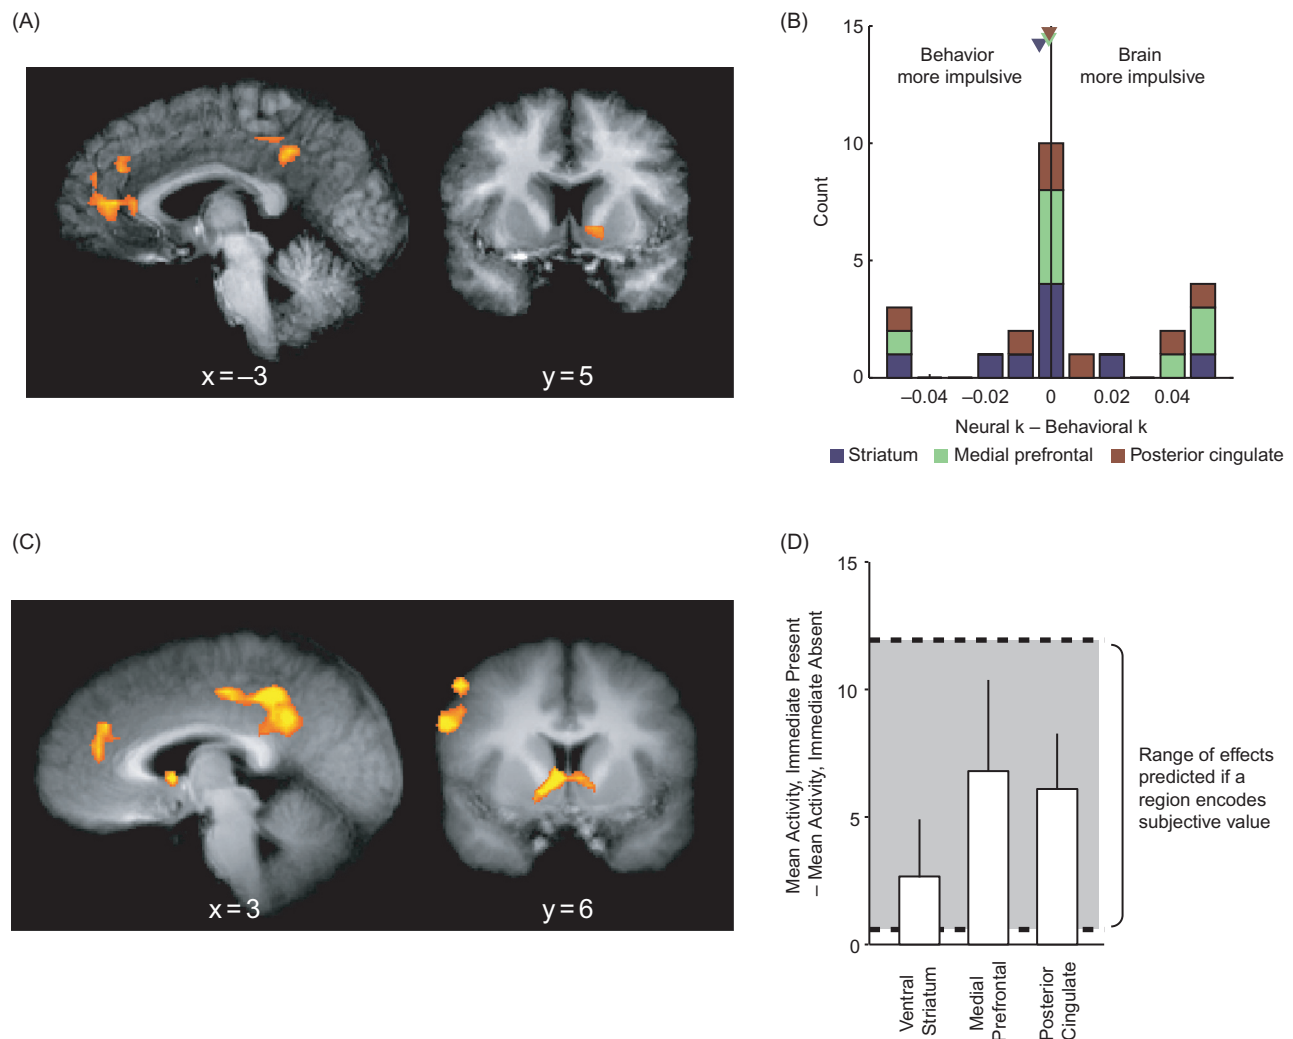 (A)
x = –3
y = 5
(B)
15
10
5
0
Count
Behavior
more impulsive
Brain
more impulsive
–0.04
–0.02
0
0.02
0.04
Neural k – Behavioral k
Striatum
Medial prefrontal
Posterior cingulate
(C)
x = 3
y = 6
(D)
15
10
5
0
Mean Activity, Immediate Present
– Mean Activity, Immediate Absent
Range of effects
predicted if a
region encodes
subjective value
Ventral
Striatum
Medial
Prefrontal
Posterior
Cingulate